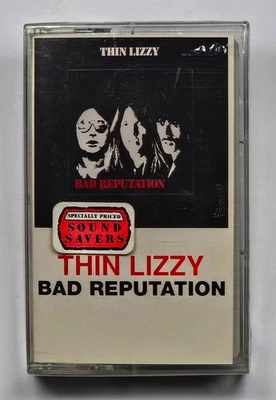 THIN LIZZY
BAD REPUTATION
SPECIALLY PRICED
SOUND
SAVERS
THIN LIZZY
BAD REPUTATION